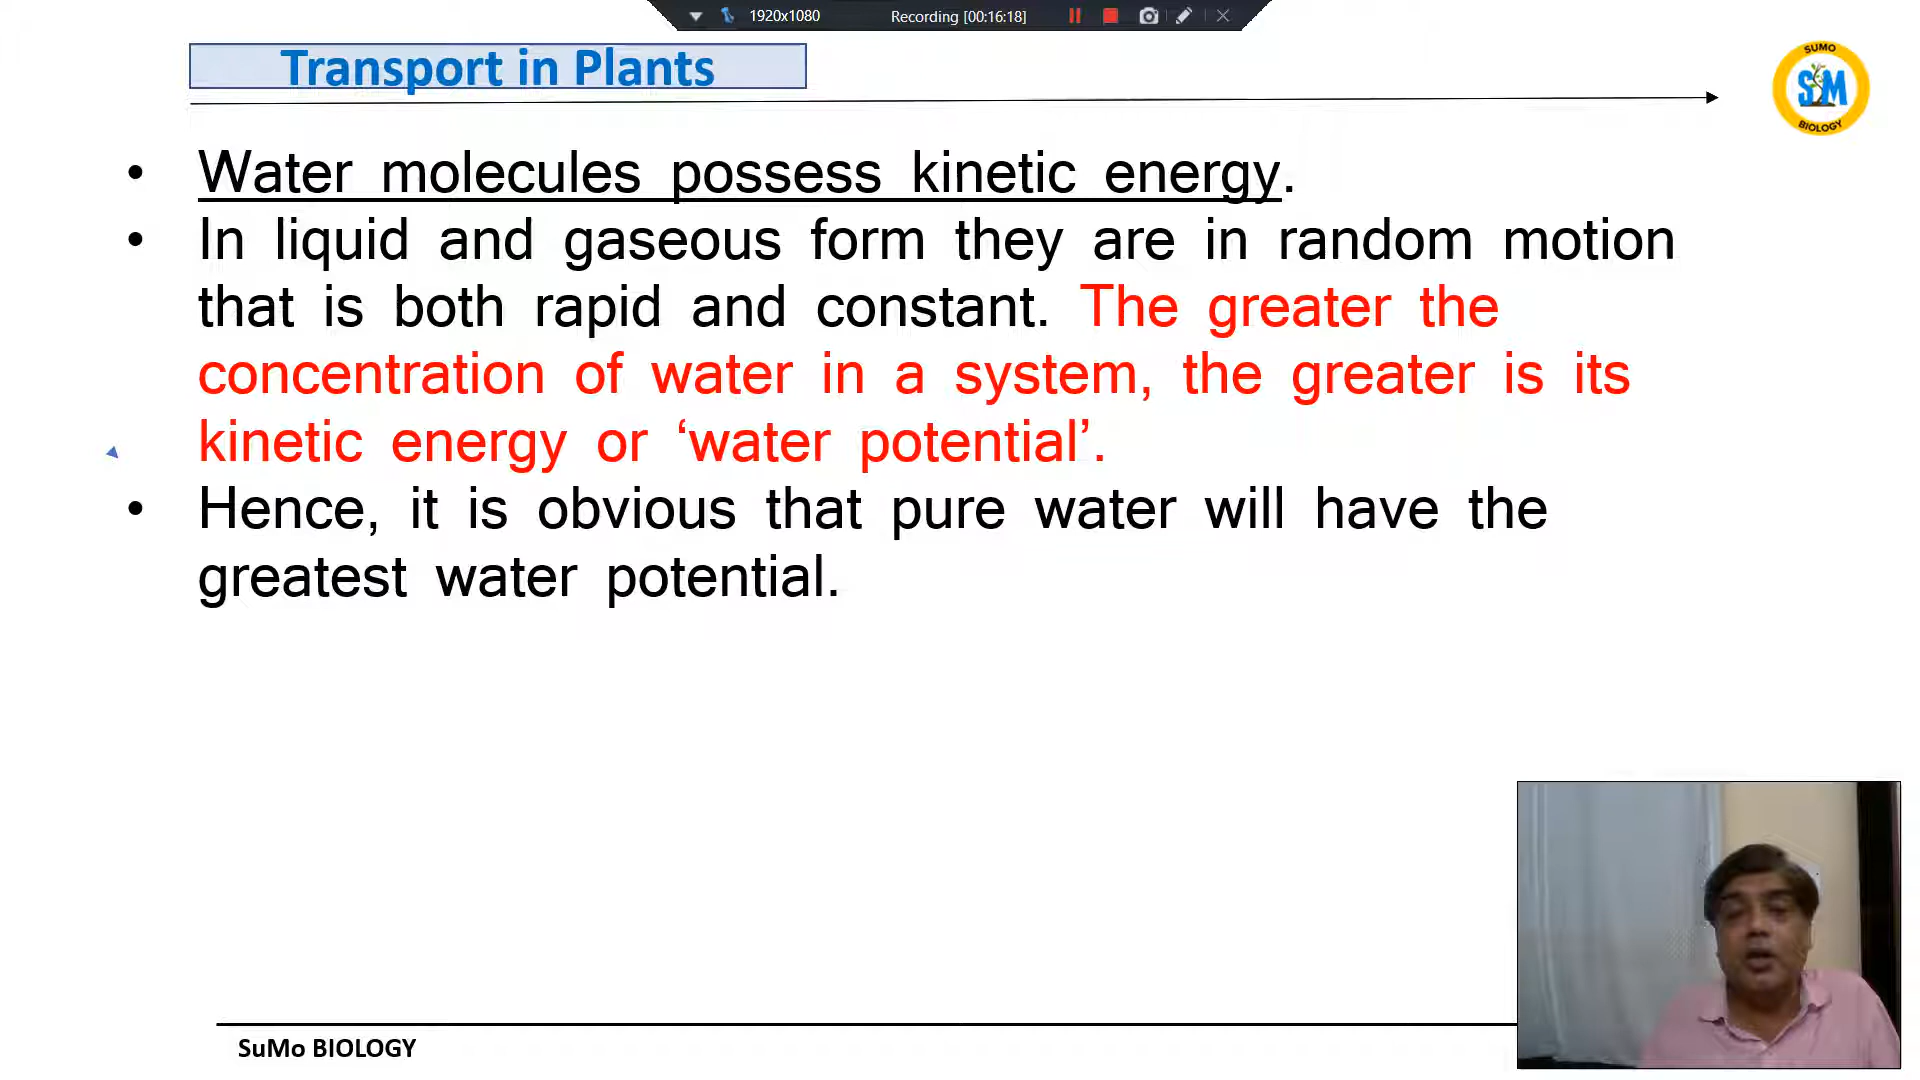 1920x1080 Recording [00:16:18]
Transport in Plants
SUMO
SM
BIOLOGY
• Water molecules possess kinetic energy.
• In liquid and gaseous form they are in random motion
that is both rapid and constant. The greater the
concentration of water in a system, the greater is its
kinetic energy or ‘water potential’.
• Hence, it is obvious that pure water will have the
greatest water potential.
SuMo BIOLOGY